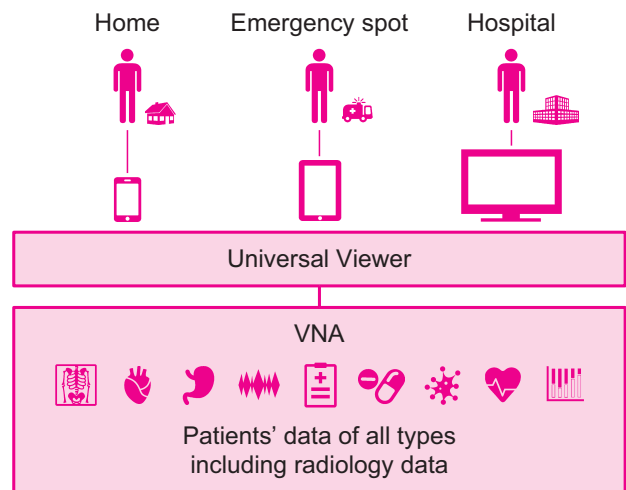 Home
Emergency spot
Hospital
Universal Viewer
VNA
Patients’ data of all types
including radiology data